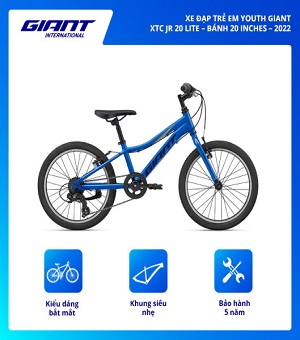 GIANT
INTERNATIONAL
XE ĐẠP TRẺ EM YOUTH GIANT
XTC JR 20 LITE – BÁNH 20 INCHES – 2022
GIANT
Kiểu dáng
bắt mắt
Khung siêu
nhẹ
Bảo hành
5 năm